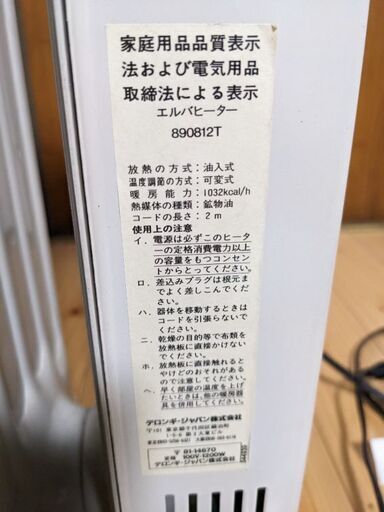 家庭用品品質表示
法および電気用品
取締法による表示
エルバヒーター
890812T
放熱の方式：油入式
温度調節の方式：可変式
暖房能力：1032kcal/h
熱媒体の種類：鉱物油
コードの長さ：2m
使用上の注意
イ．電源は必ずこのヒータ
ーの定格消費電力以上
の容量をもつコンセン
トからとってください。
ロ．差込みプラグは根元ま
でよく差しこんでくだ
さい。
ハ．器体を移動するときは
コードを引張らないで
ください。
ニ．乾燥の目的等で布類を
放熱板に直接かけない
でください。
ホ．放熱板に直接触れると
やけどのおそれがある
ので注意してください。
ヘ．早く部屋の温度を上げ
たいときは、他の暖房器
具を併用してください。
デロンギ・ジャパン株式会社
デロンギ・ジャパン株式会社
91-14670
定格 100V-1200W